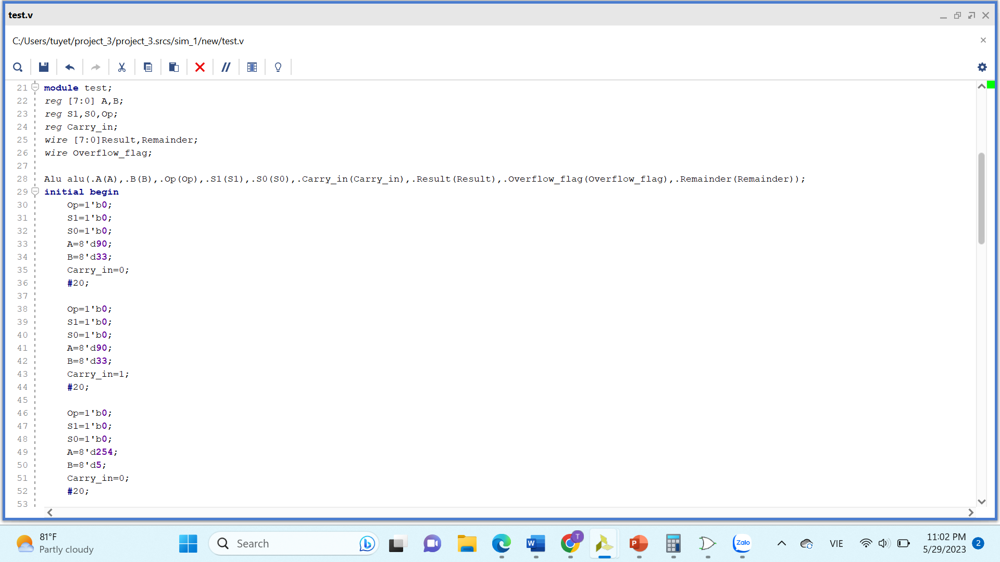 test.v
C:/Users/tuyet/project_3/project_3.srcs/sim_1/new/test.v
21 module test;
22 reg [7:0] A,B;
23 reg S1,S0,Op;
24 reg Carry_in;
25 wire [7:0]Result,Remainder;
26 wire Overflow_flag;
27
28 Alu alu(.A(A),.B(B),.Op(Op),.S1(S1),.S0(S0),.Carry_in(Carry_in),.Result(Result),.Overflow_flag(Overflow_flag),.Remainder(Remainder));
29 initial begin
30 Op=1'b0;
31 S1=1'b0;
32 S0=1'b0;
33 A=8'd90;
34 B=8'd33;
35 Carry_in=0;
36 #20;
37
38 Op=1'b0;
39 S1=1'b0;
40 S0=1'b0;
41 A=8'd90;
42 B=8'd33;
43 Carry_in=1;
44 #20;
45
46 Op=1'b0;
47 S1=1'b0;
48 S0=1'b0;
49 A=8'd254;
50 B=8'd5;
51 Carry_in=0;
52 #20;
53
81°F
Partly cloudy
Search
W
T
P
Zalo
VIE
11:02 PM
5/29/2023
2